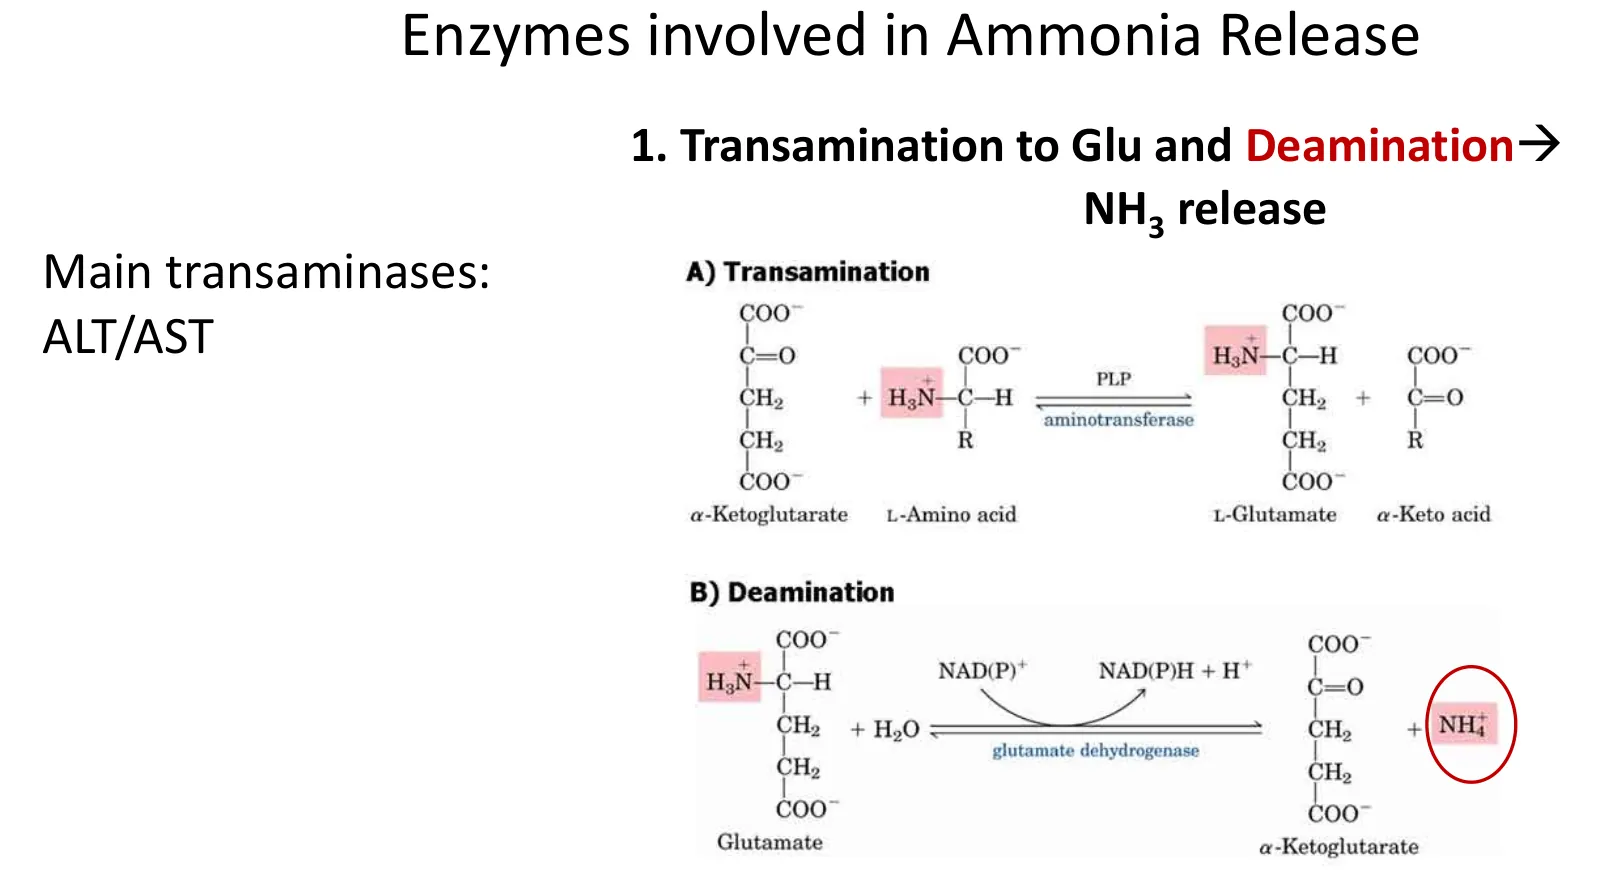 Enzymes involved in Ammonia Release
1. Transamination to Glu and Deamination→
NH₃ release
Main transaminases:
ALT/AST
A) Transamination
COO⁻
C=O
CH₂
CH₂
COO⁻
α-Ketoglutarate
+
COO⁻
H₃N⁺—C—H
R
L-Amino acid
PLP
aminotransferase
COO⁻
H₃N⁺—C—H
CH₂
CH₂
COO⁻
L-Glutamate
+
COO⁻
C=O
R
α-Keto acid
B) Deamination
COO⁻
H₃N⁺—C—H
CH₂
CH₂
COO⁻
Glutamate
+ H₂O
NAD(P)⁺
NAD(P)H + H⁺
glutamate dehydrogenase
COO⁻
C=O
CH₂
CH₂
COO⁻
α-Ketoglutarate
+ NH₄⁺